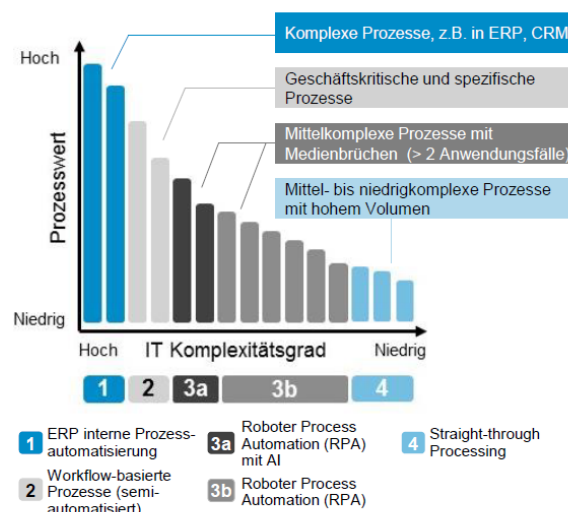 Komplexe Prozesse, z.B. in ERP, CRM
Hoch
Geschäftskritische und spezifische
Prozesse
Mittelkomplexe Prozesse mit
Medienbrüchen (> 2 Anwendungsfälle)
Mittel- bis niedrigkomplexe Prozesse
mit hohem Volumen
Prozesswert
Niedrig
Hoch IT Komplexitätsgrad Niedrig
1 2 3a 3b 4
1 ERP interne Prozess-
automatisierung
2 Workflow-basierte
Prozesse (semi-
automatisiert)
3a Roboter Process
Automation (RPA)
mit AI
3b Roboter Process
Automation (RPA)
4 Straight-through
Processing